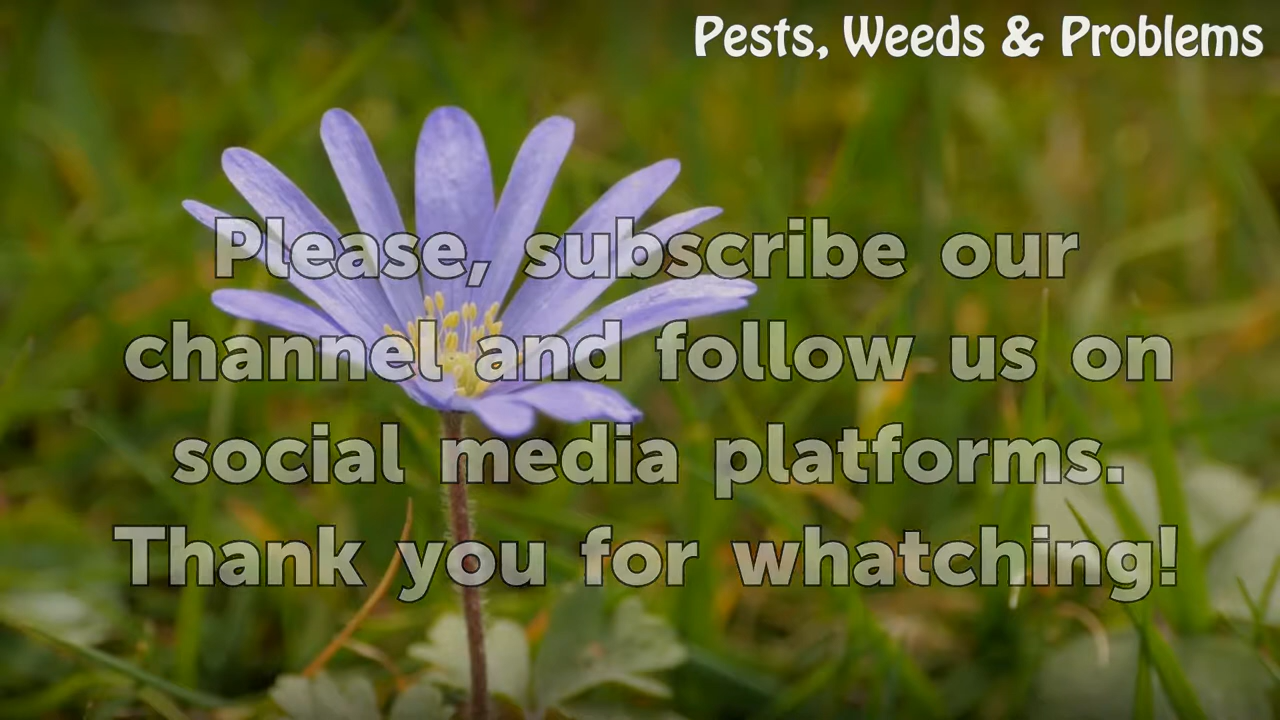 Pests, Weeds & Problems
Please, subscribe our
channel and follow us on
social media platforms.
Thank you for whatching!